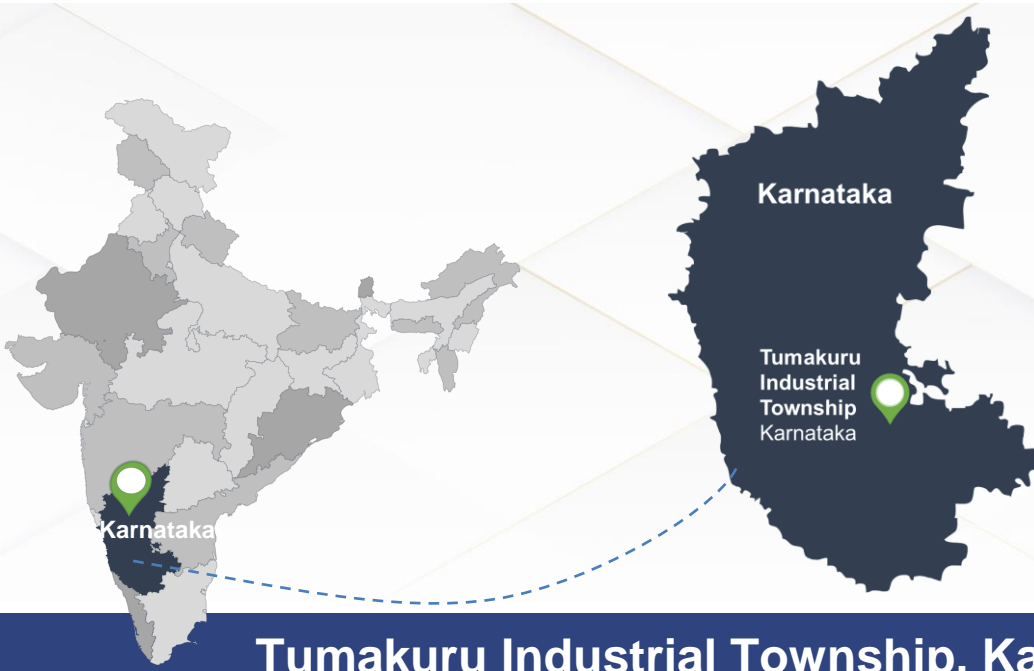 Karnataka
Tumakuru
Industrial
Township
Karnataka
Karnataka
Tumakuru Industrial Township, Ka